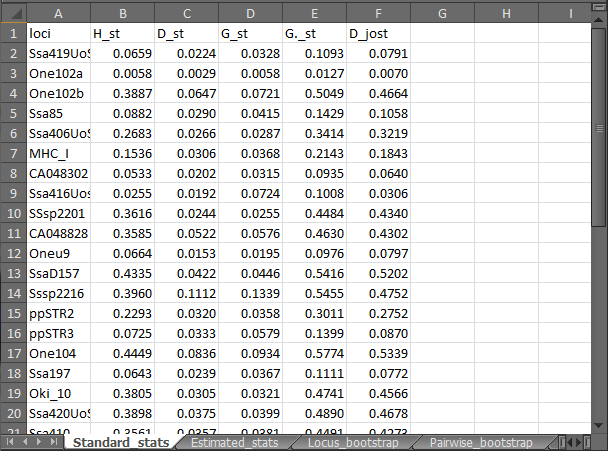 A B C D E F G H I
1 loci H_st D_st G_st G._st D_jost
2 Ssa419UoS 0.0659 0.0224 0.0328 0.1093 0.0791
3 One102a 0.0058 0.0029 0.0058 0.0127 0.0070
4 One102b 0.3887 0.0647 0.0721 0.5049 0.4664
5 Ssa85 0.0882 0.0290 0.0415 0.1429 0.1058
6 Ssa406UoS 0.2683 0.0266 0.0287 0.3414 0.3219
7 MHC_I 0.1536 0.0306 0.0368 0.2143 0.1843
8 CA048302 0.0533 0.0202 0.0315 0.0935 0.0640
9 Ssa416Uos 0.0255 0.0192 0.0724 0.1008 0.0306
10 SSsp2201 0.3616 0.0244 0.0255 0.4484 0.4340
11 CA048828 0.3585 0.0522 0.0576 0.4630 0.4302
12 Oneu9 0.0664 0.0153 0.0195 0.0976 0.0797
13 SsaD157 0.4335 0.0422 0.0446 0.5416 0.5202
14 Sssp2216 0.3960 0.1112 0.1339 0.5455 0.4752
15 ppSTR2 0.2293 0.0320 0.0358 0.3011 0.2752
16 ppSTR3 0.0725 0.0333 0.0579 0.1399 0.0870
17 One104 0.4449 0.0836 0.0934 0.5774 0.5339
18 Ssa197 0.0643 0.0239 0.0367 0.1111 0.0772
19 Oki_10 0.3805 0.0305 0.0321 0.4741 0.4566
20 Ssa420UoS 0.3898 0.0375 0.0399 0.4890 0.4678
21 Ssa410 0.3561 0.0357 0.0381 0.4491 0.4273
Standard_stats Estimated_stats Locus_bootstrap Pairwise_bootstrap